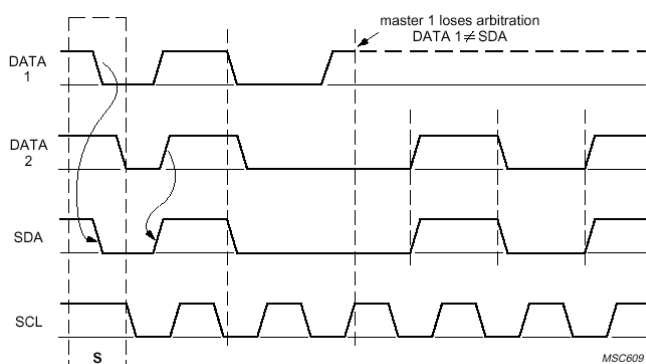 master 1 loses arbitration
DATA 1 ≠ SDA
DATA
1
DATA
2
SDA
SCL
S
MSC609